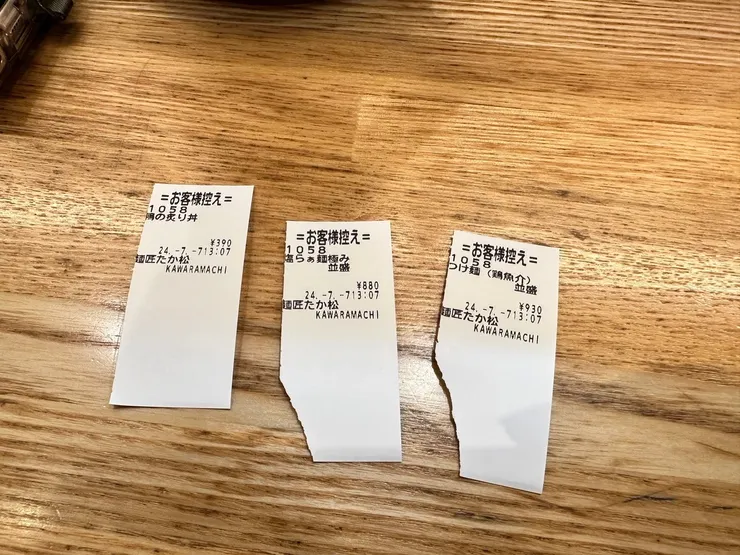 =お客様控え=
1058
鶏の炙り丼
¥390
24.-7.-713:07
麺匠たか松
KAWARAMACHI
=お客様控え=
1058
塩らぁ麺極み
並盛
¥880
24.-7.-713:07
麺匠たか松
KAWARAMACHI
=お客様控え=
1058
つけ麺(鶏魚介)
並盛
¥930
24.-7.-713:07
麺匠たか松
KAWARAMACHI